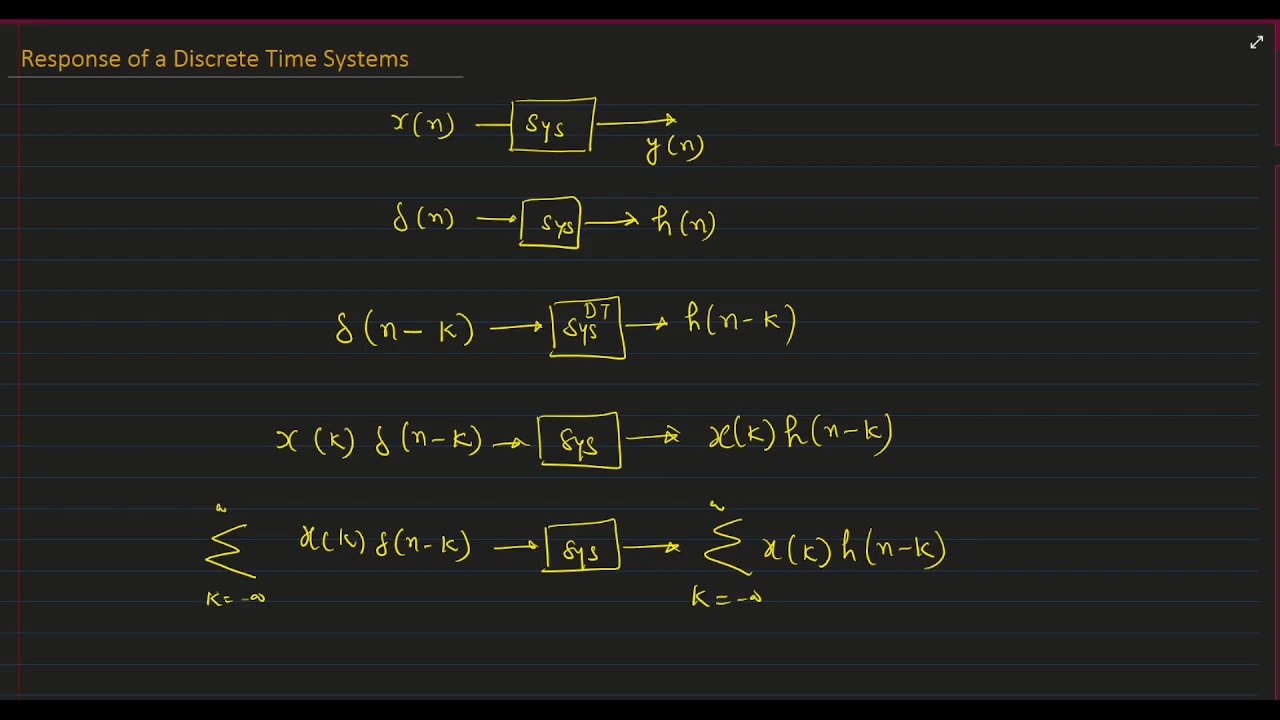 Response of a Discrete Time Systems
x(n) — Sys → y(n)
δ(n) → Sys → h(n)
δ(n-k) → Sys DT → h(n-k)
x(k) δ(n-k) → Sys → x(k) h(n-k)
∞ ∑ k=-∞ x(k) δ(n-k) → Sys → ∞ ∑ k=-∞ x(k) h(n-k)